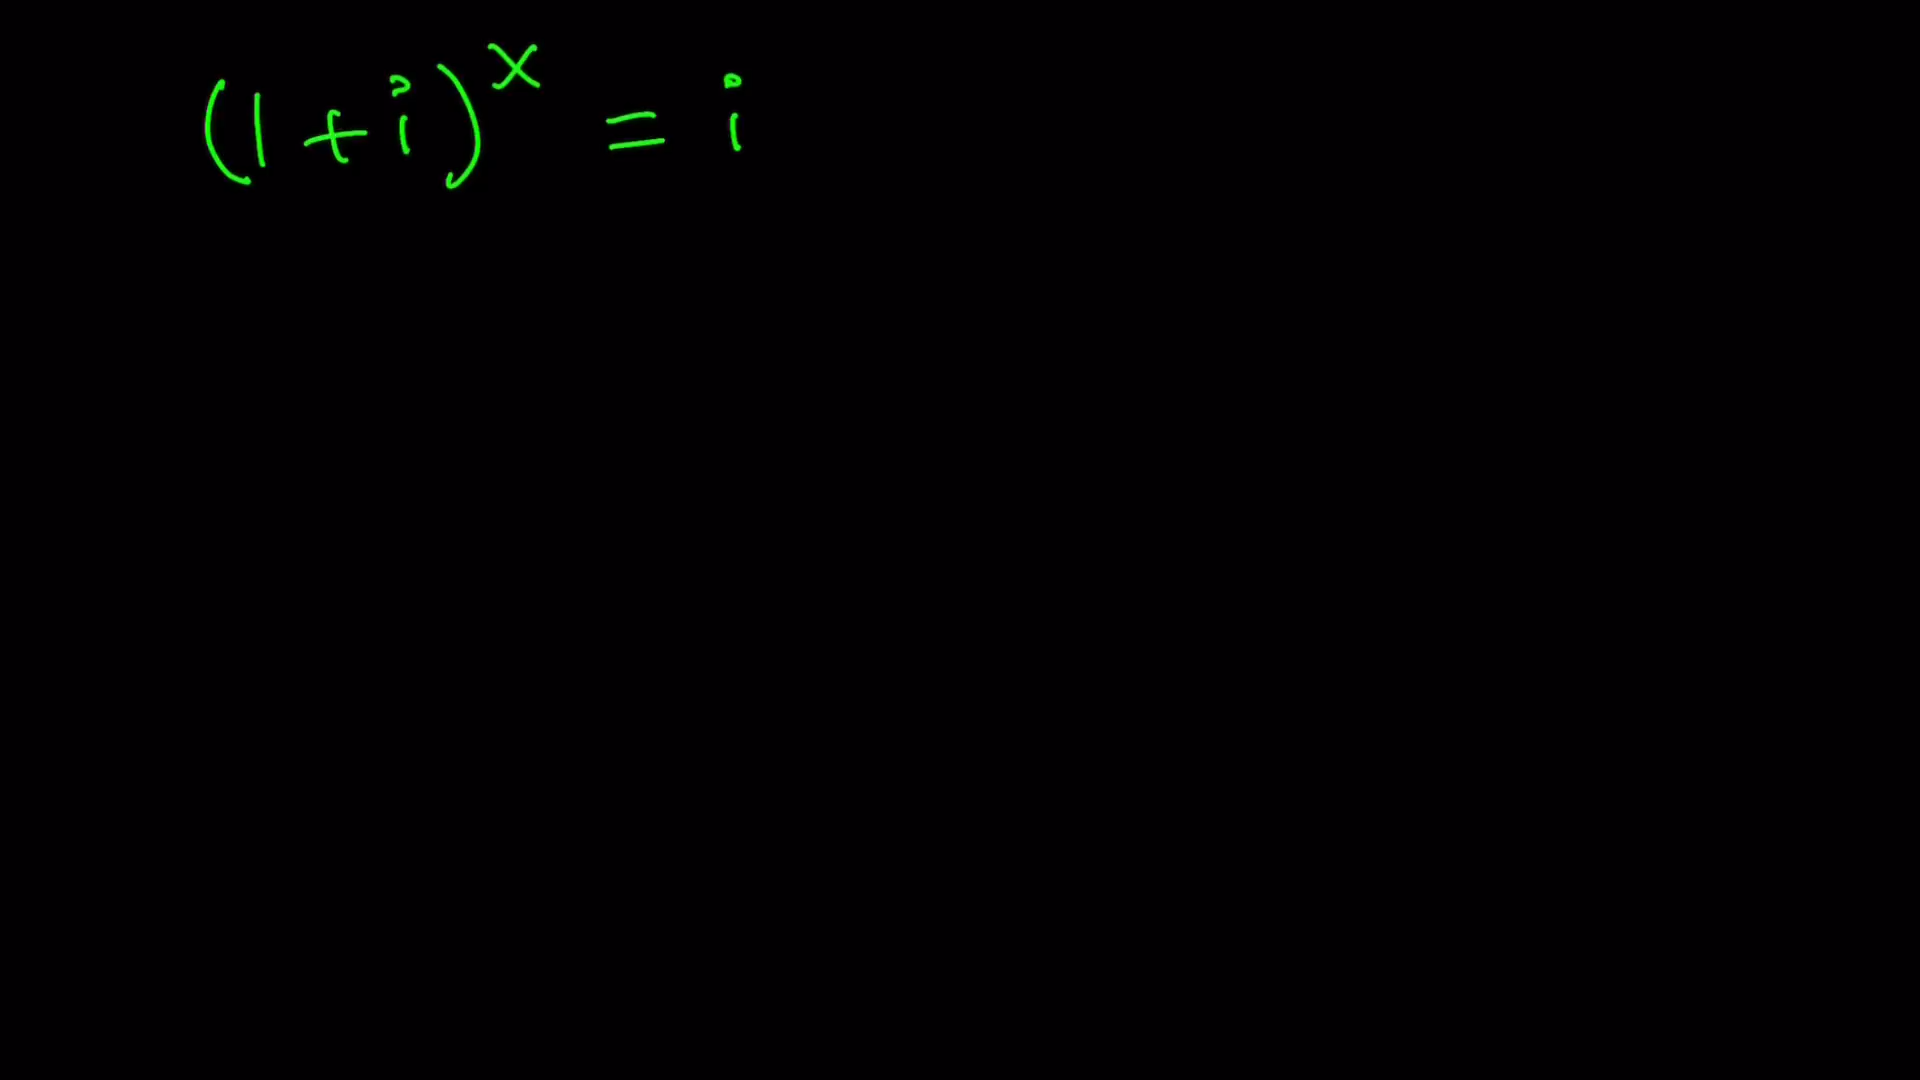 (1 + i)^x = i